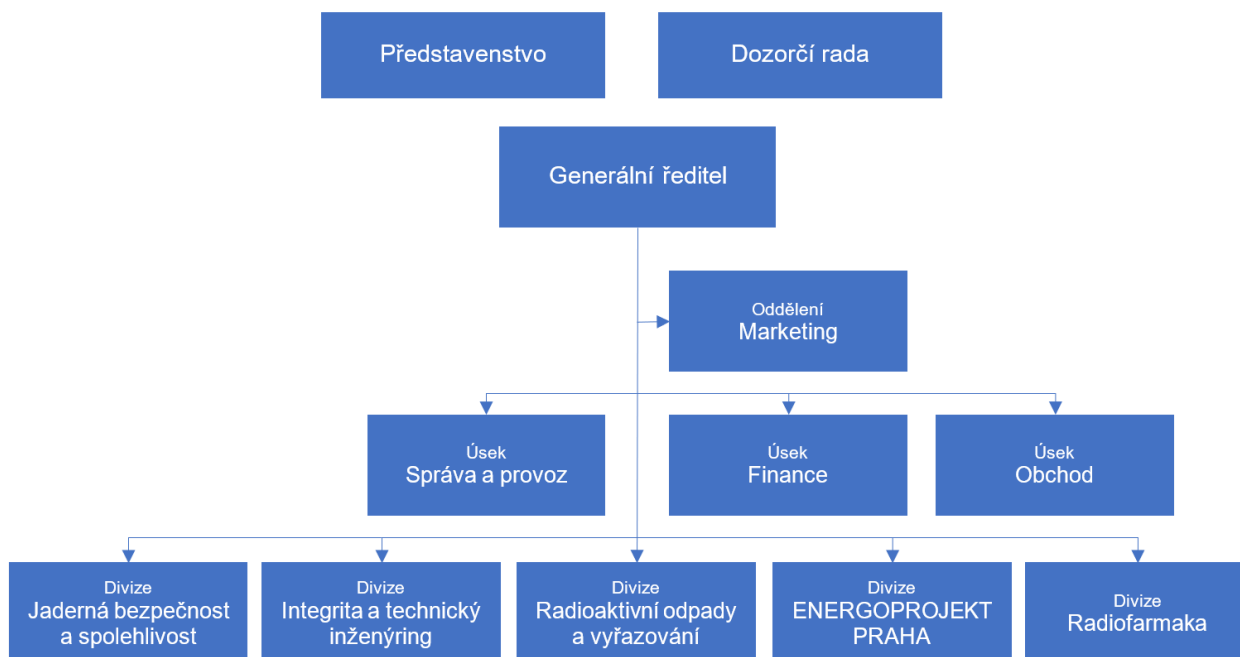 Představenstvo
Dozorčí rada
Generální ředitel
Oddělení
Marketing
Úsek
Správa a provoz
Úsek
Finance
Úsek
Obchod
Divize
Jaderná bezpečnost
a spolehlivost
Divize
Integrita a technický
inženýring
Divize
Radioaktivní odpady
a vyřazování
Divize
ENERGOPROJEKT
PRAHA
Divize
Radiofarmaka